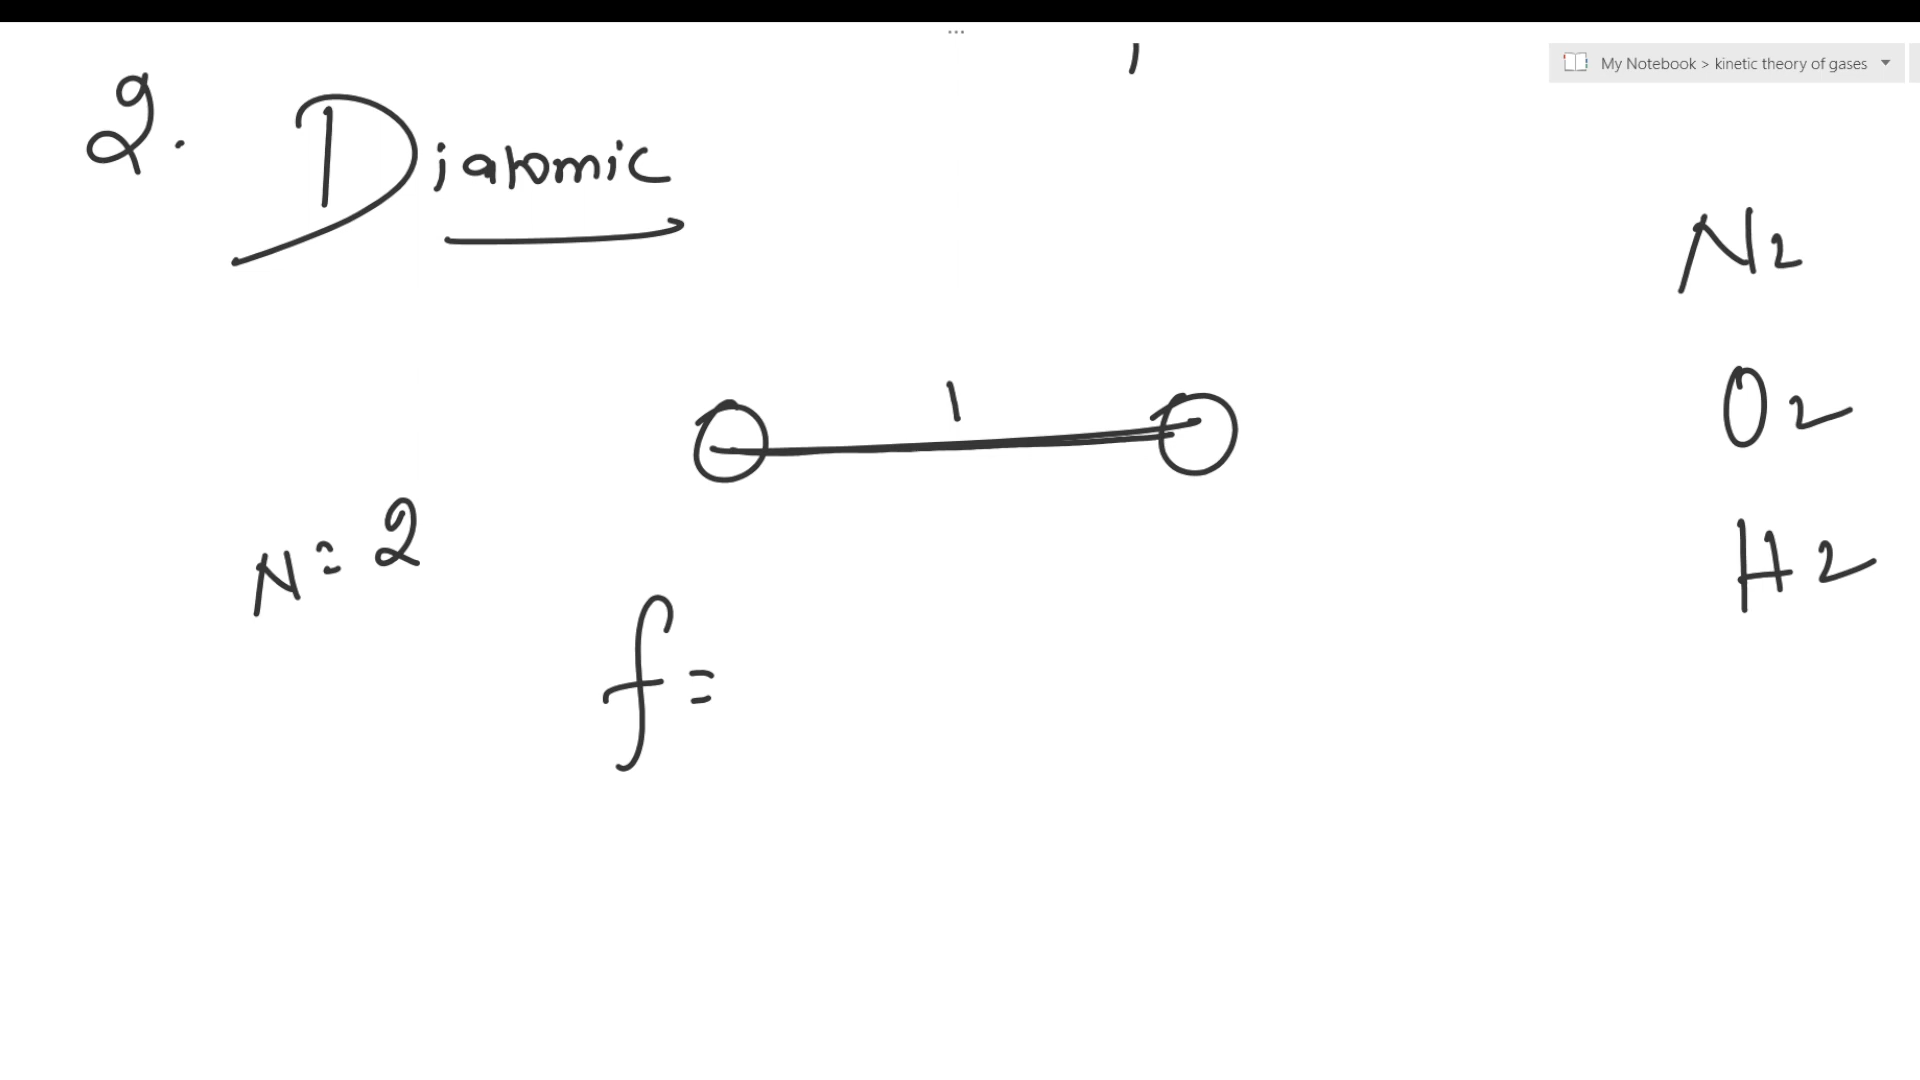 My Notebook > kinetic theory of gases
2. Diatomic
N2
1
O2
N = 2
H2
f =